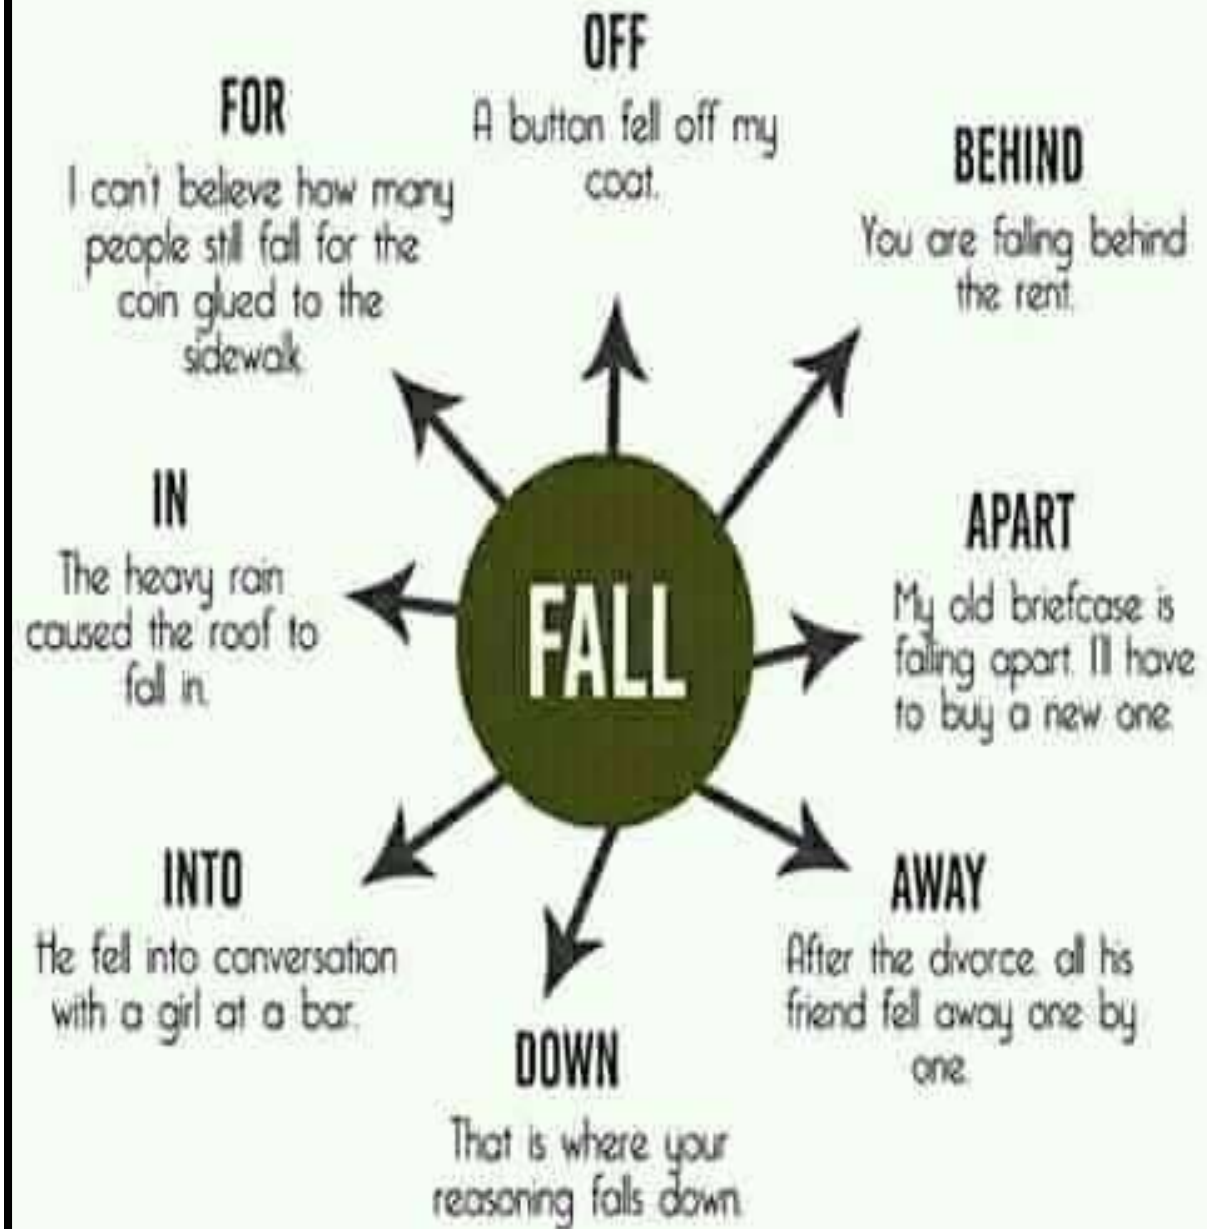 OFF
A button fell off my
coat.
FOR
I can't believe how many
people still fall for the
coin glued to the
sidewalk.
BEHIND
You are falling behind
the rent.
IN
The heavy rain
caused the roof to
fall in.
FALL
APART
My old briefcase is
falling apart. I'll have
to buy a new one
INTO
He fell into conversation
with a girl at a bar.
AWAY
After the divorce, all his
friend fell away one by
one.
DOWN
That is where your
reasoning falls down.